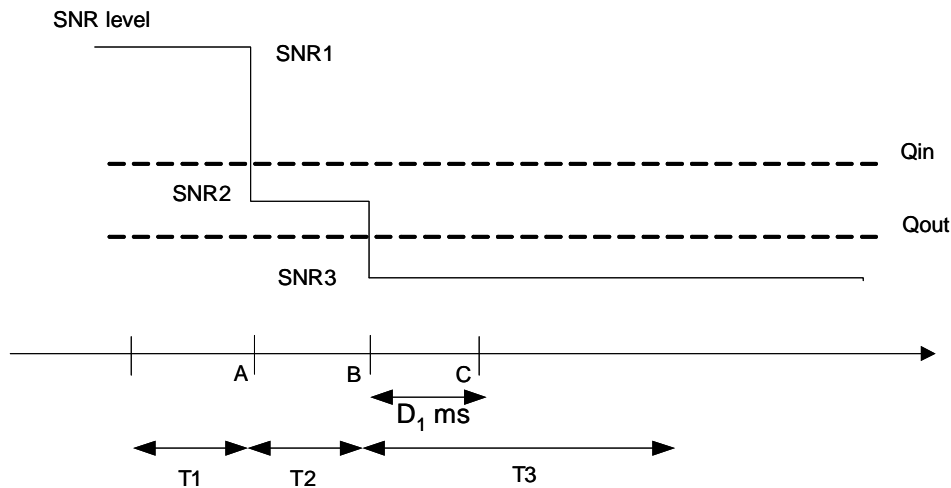 SNR level
SNR1
Qin
SNR2
Qout
SNR3
A
B
C
D1 ms
T1
T2
T3